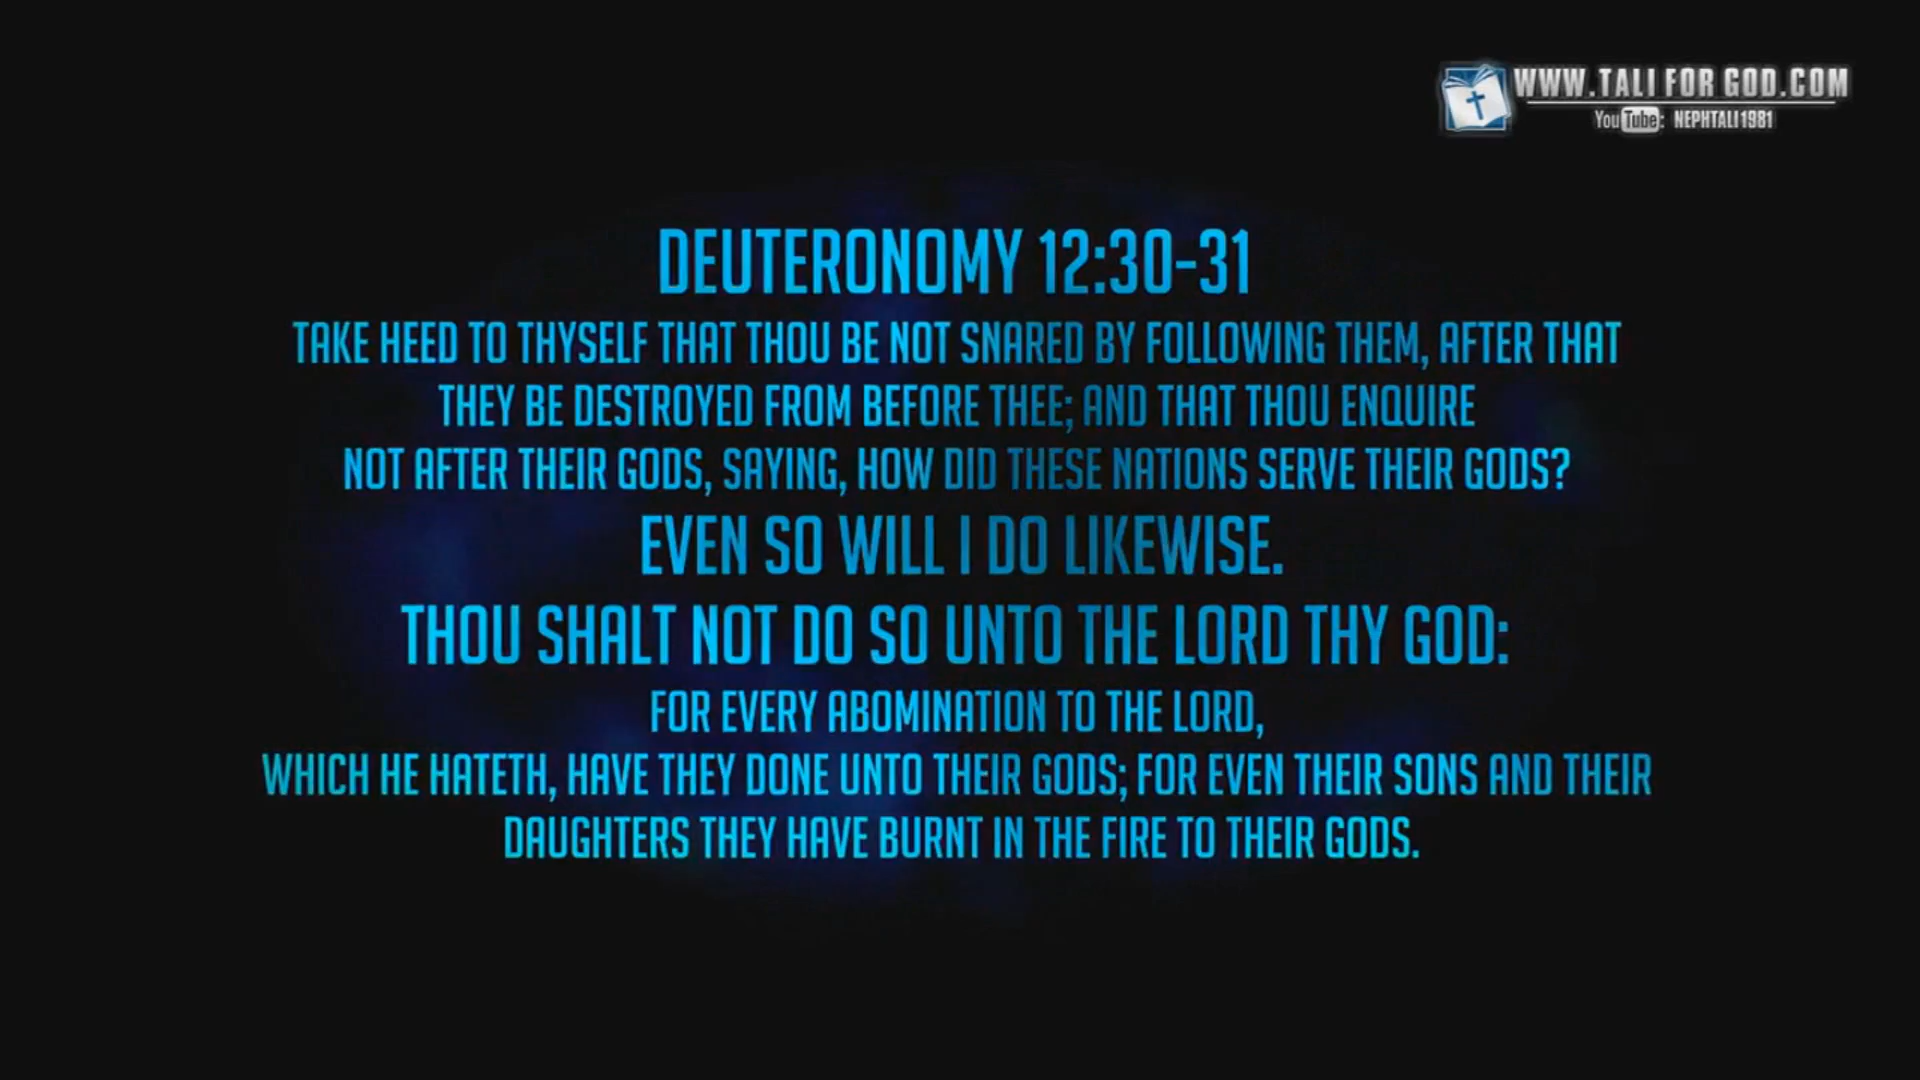 WWW.TALI FOR GOD.COM
YouTube: NEPHTALI1981
DEUTERONOMY 12:30-31
TAKE HEED TO THYSELF THAT THOU BE NOT SNARED BY FOLLOWING THEM, AFTER THAT
THEY BE DESTROYED FROM BEFORE THEE; AND THAT THOU ENQUIRE
NOT AFTER THEIR GODS, SAYING, HOW DID THESE NATIONS SERVE THEIR GODS?
EVEN SO WILL I DO LIKEWISE.
THOU SHALT NOT DO SO UNTO THE LORD THY GOD:
FOR EVERY ABOMINATION TO THE LORD,
WHICH HE HATETH, HAVE THEY DONE UNTO THEIR GODS; FOR EVEN THEIR SONS AND THEIR
DAUGHTERS THEY HAVE BURNT IN THE FIRE TO THEIR GODS.